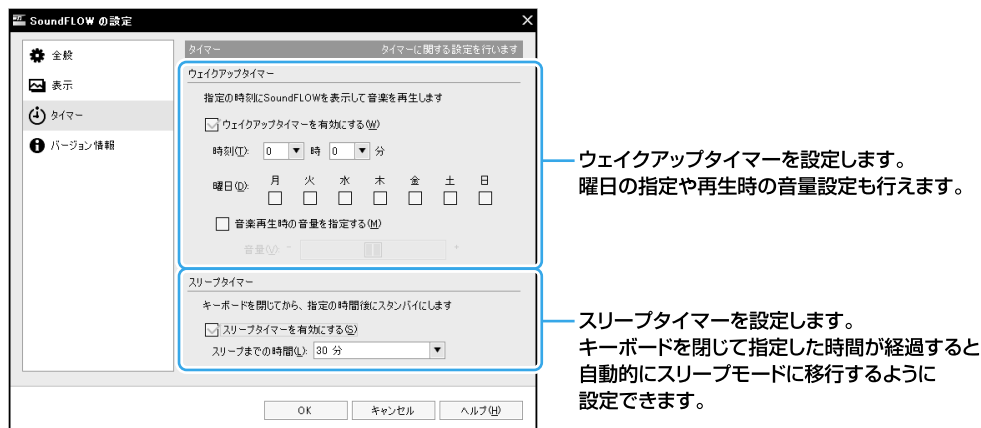 SoundFLOW の設定
全般
表示
タイマー
バージョン情報
タイマー タイマーに関する設定を行います
ウェイクアップタイマー
指定の時刻にSoundFLOWを表示して音楽を再生します
ウェイクアップタイマーを有効にする(W)
時刻(T): 0 時 0 分
曜日(D): 月 火 水 木 金 土 日
音楽再生時の音量を指定する(M)
音量(V): - +
スリープタイマー
キーボードを閉じてから、指定の時間後にスタンバイにします
スリープタイマーを有効にする(S)
スリープまでの時間(L): 30 分
OK キャンセル ヘルプ(H)
ウェイクアップタイマーを設定します。
曜日の指定や再生時の音量設定も行えます。
スリープタイマーを設定します。
キーボードを閉じて指定した時間が経過すると
自動的にスリープモードに移行するように
設定できます。